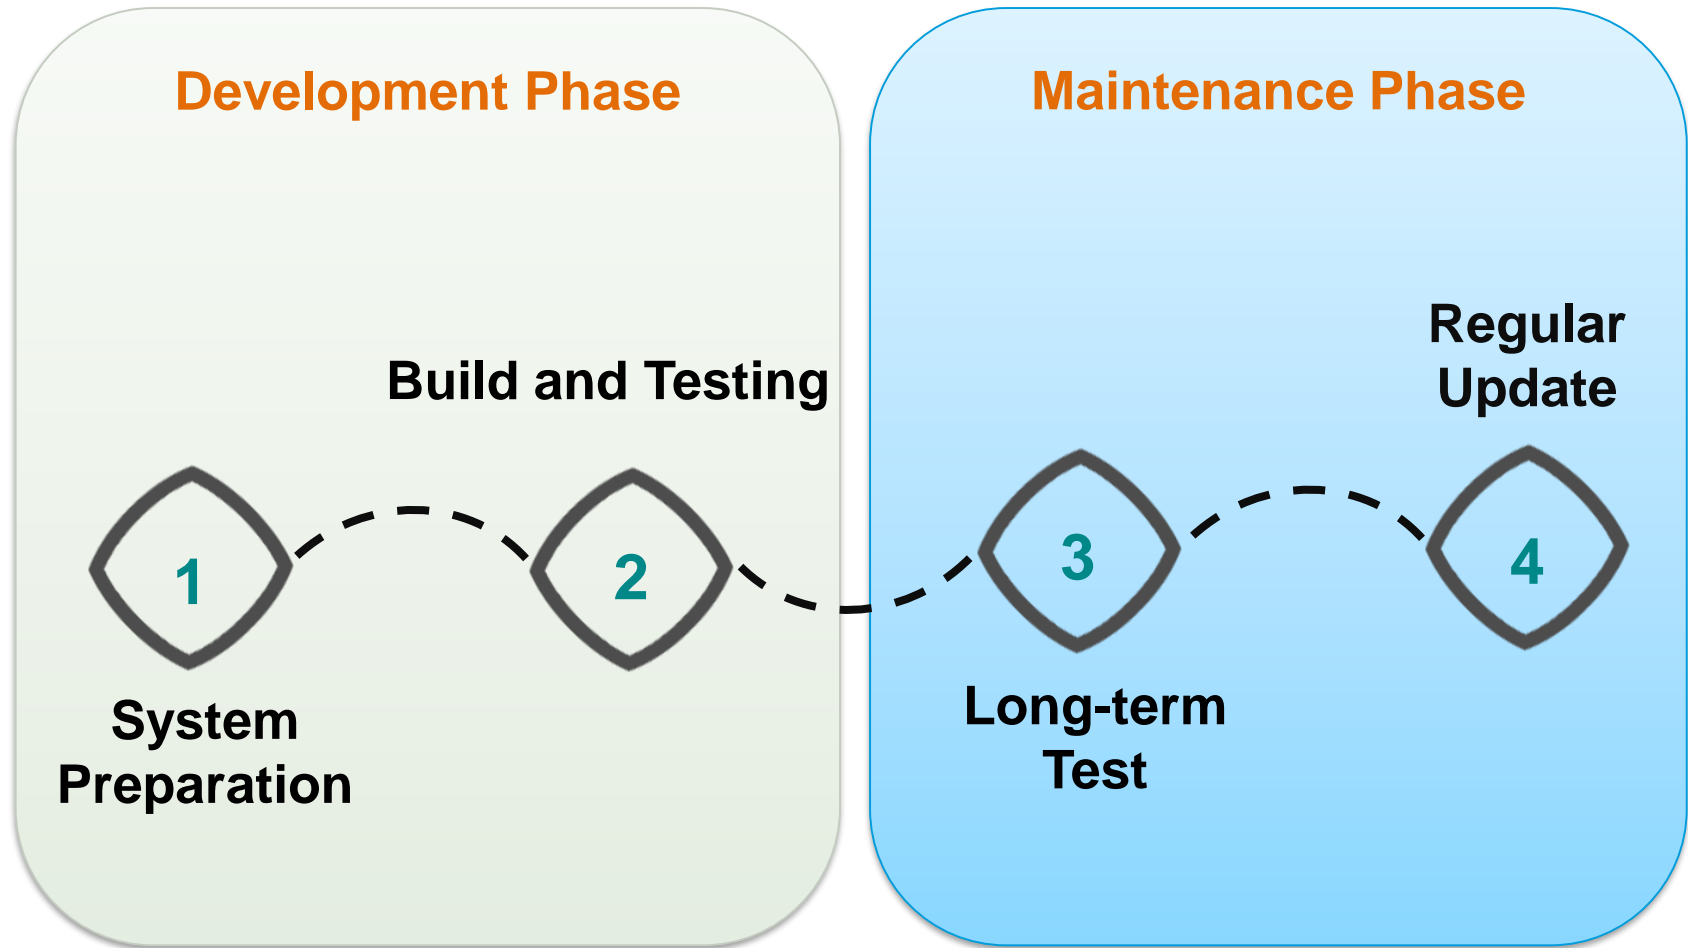 Development Phase
Maintenance Phase
Build and Testing
Regular
Update
1
2
3
4
System
Preparation
Long-term
Test